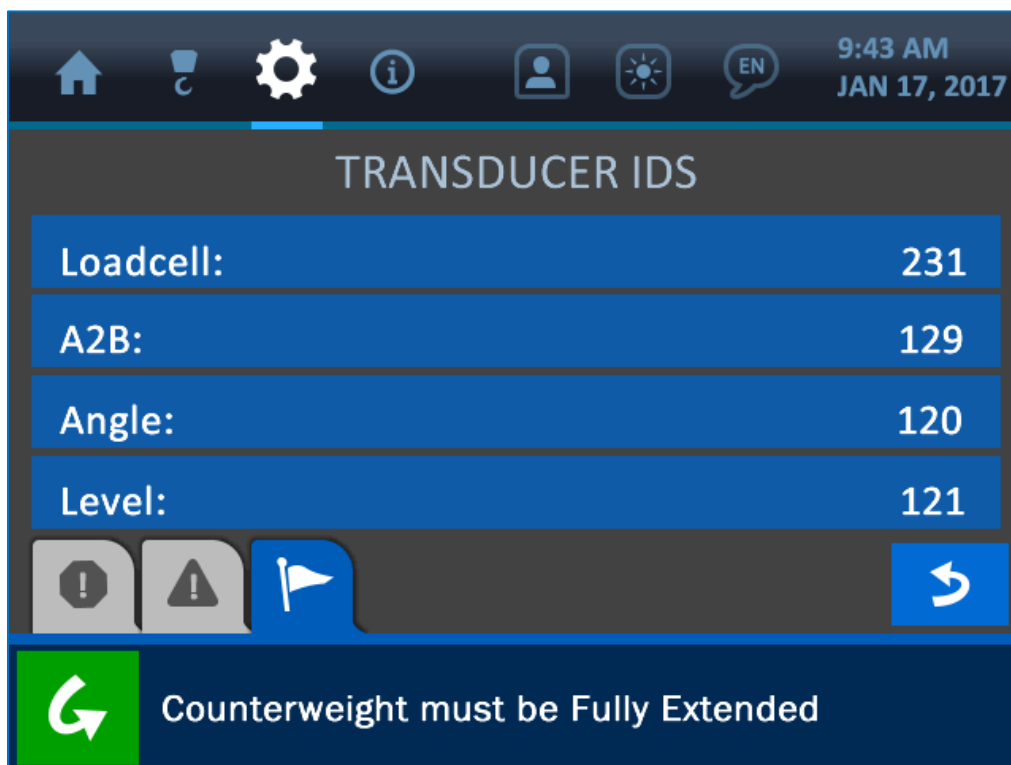 9:43 AM
EN
JAN 17, 2017
TRANSDUCER IDS
Loadcell: 231
A2B: 129
Angle: 120
Level: 121
Counterweight must be Fully Extended